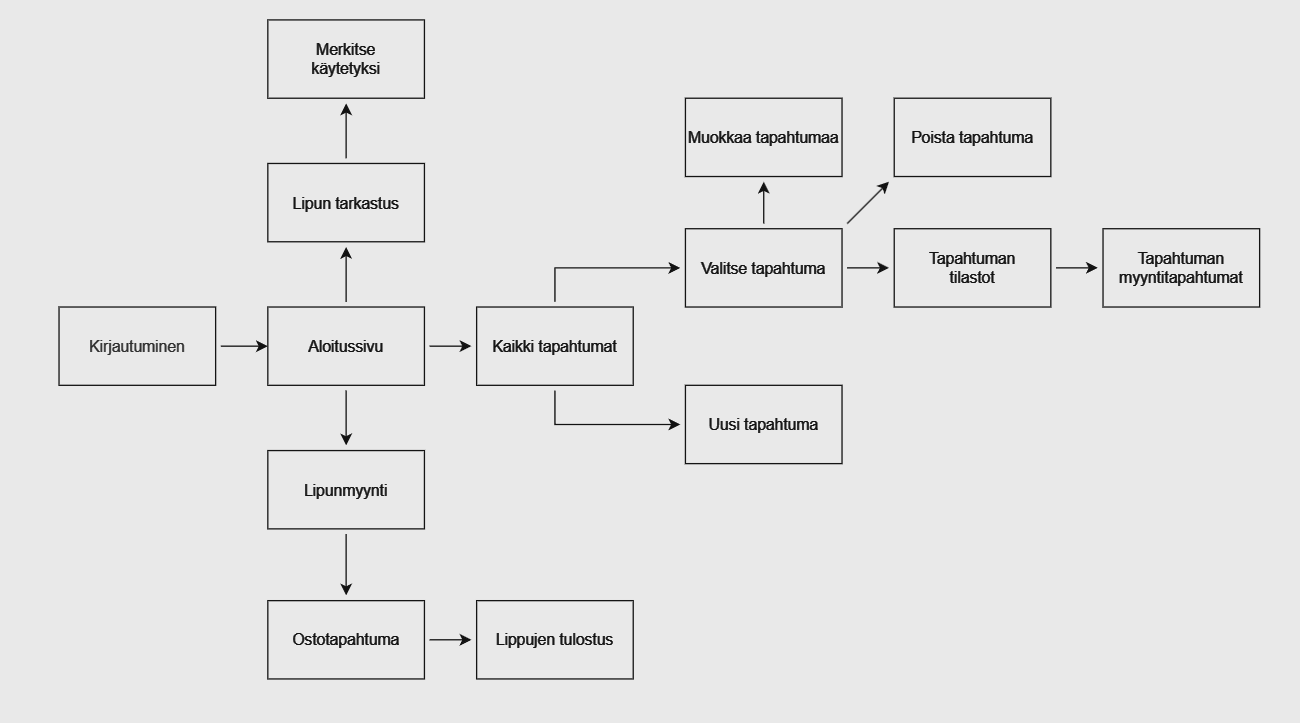 Merkitse
käytetyksi
Muokkaa tapahtumaa
Poista tapahtuma
Lipun tarkastus
Valitse tapahtuma
Tapahtuman
tilastot
Tapahtuman
myyntitapahtumat
Kirjautuminen
Aloitussivu
Kaikki tapahtumat
Uusi tapahtuma
Lipunmyynti
Ostotapahtuma
Lippujen tulostus